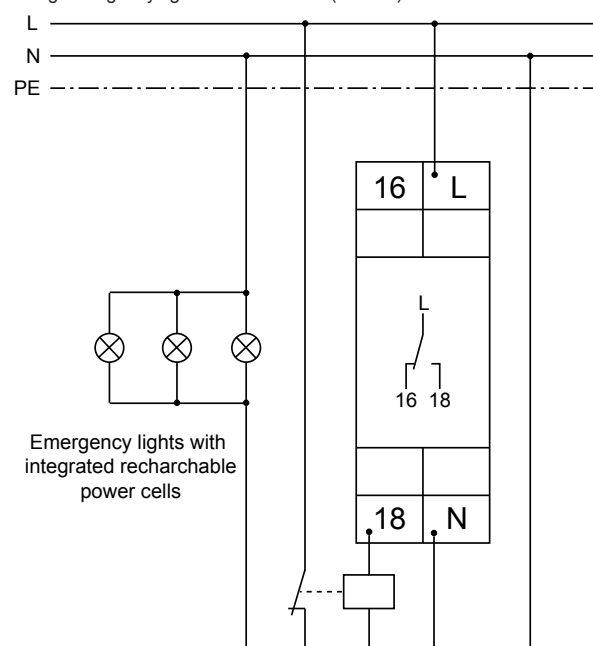 L
N
PE
16 L
L
16 18
Emergency lights with
integrated recharchable
power cells
18 N